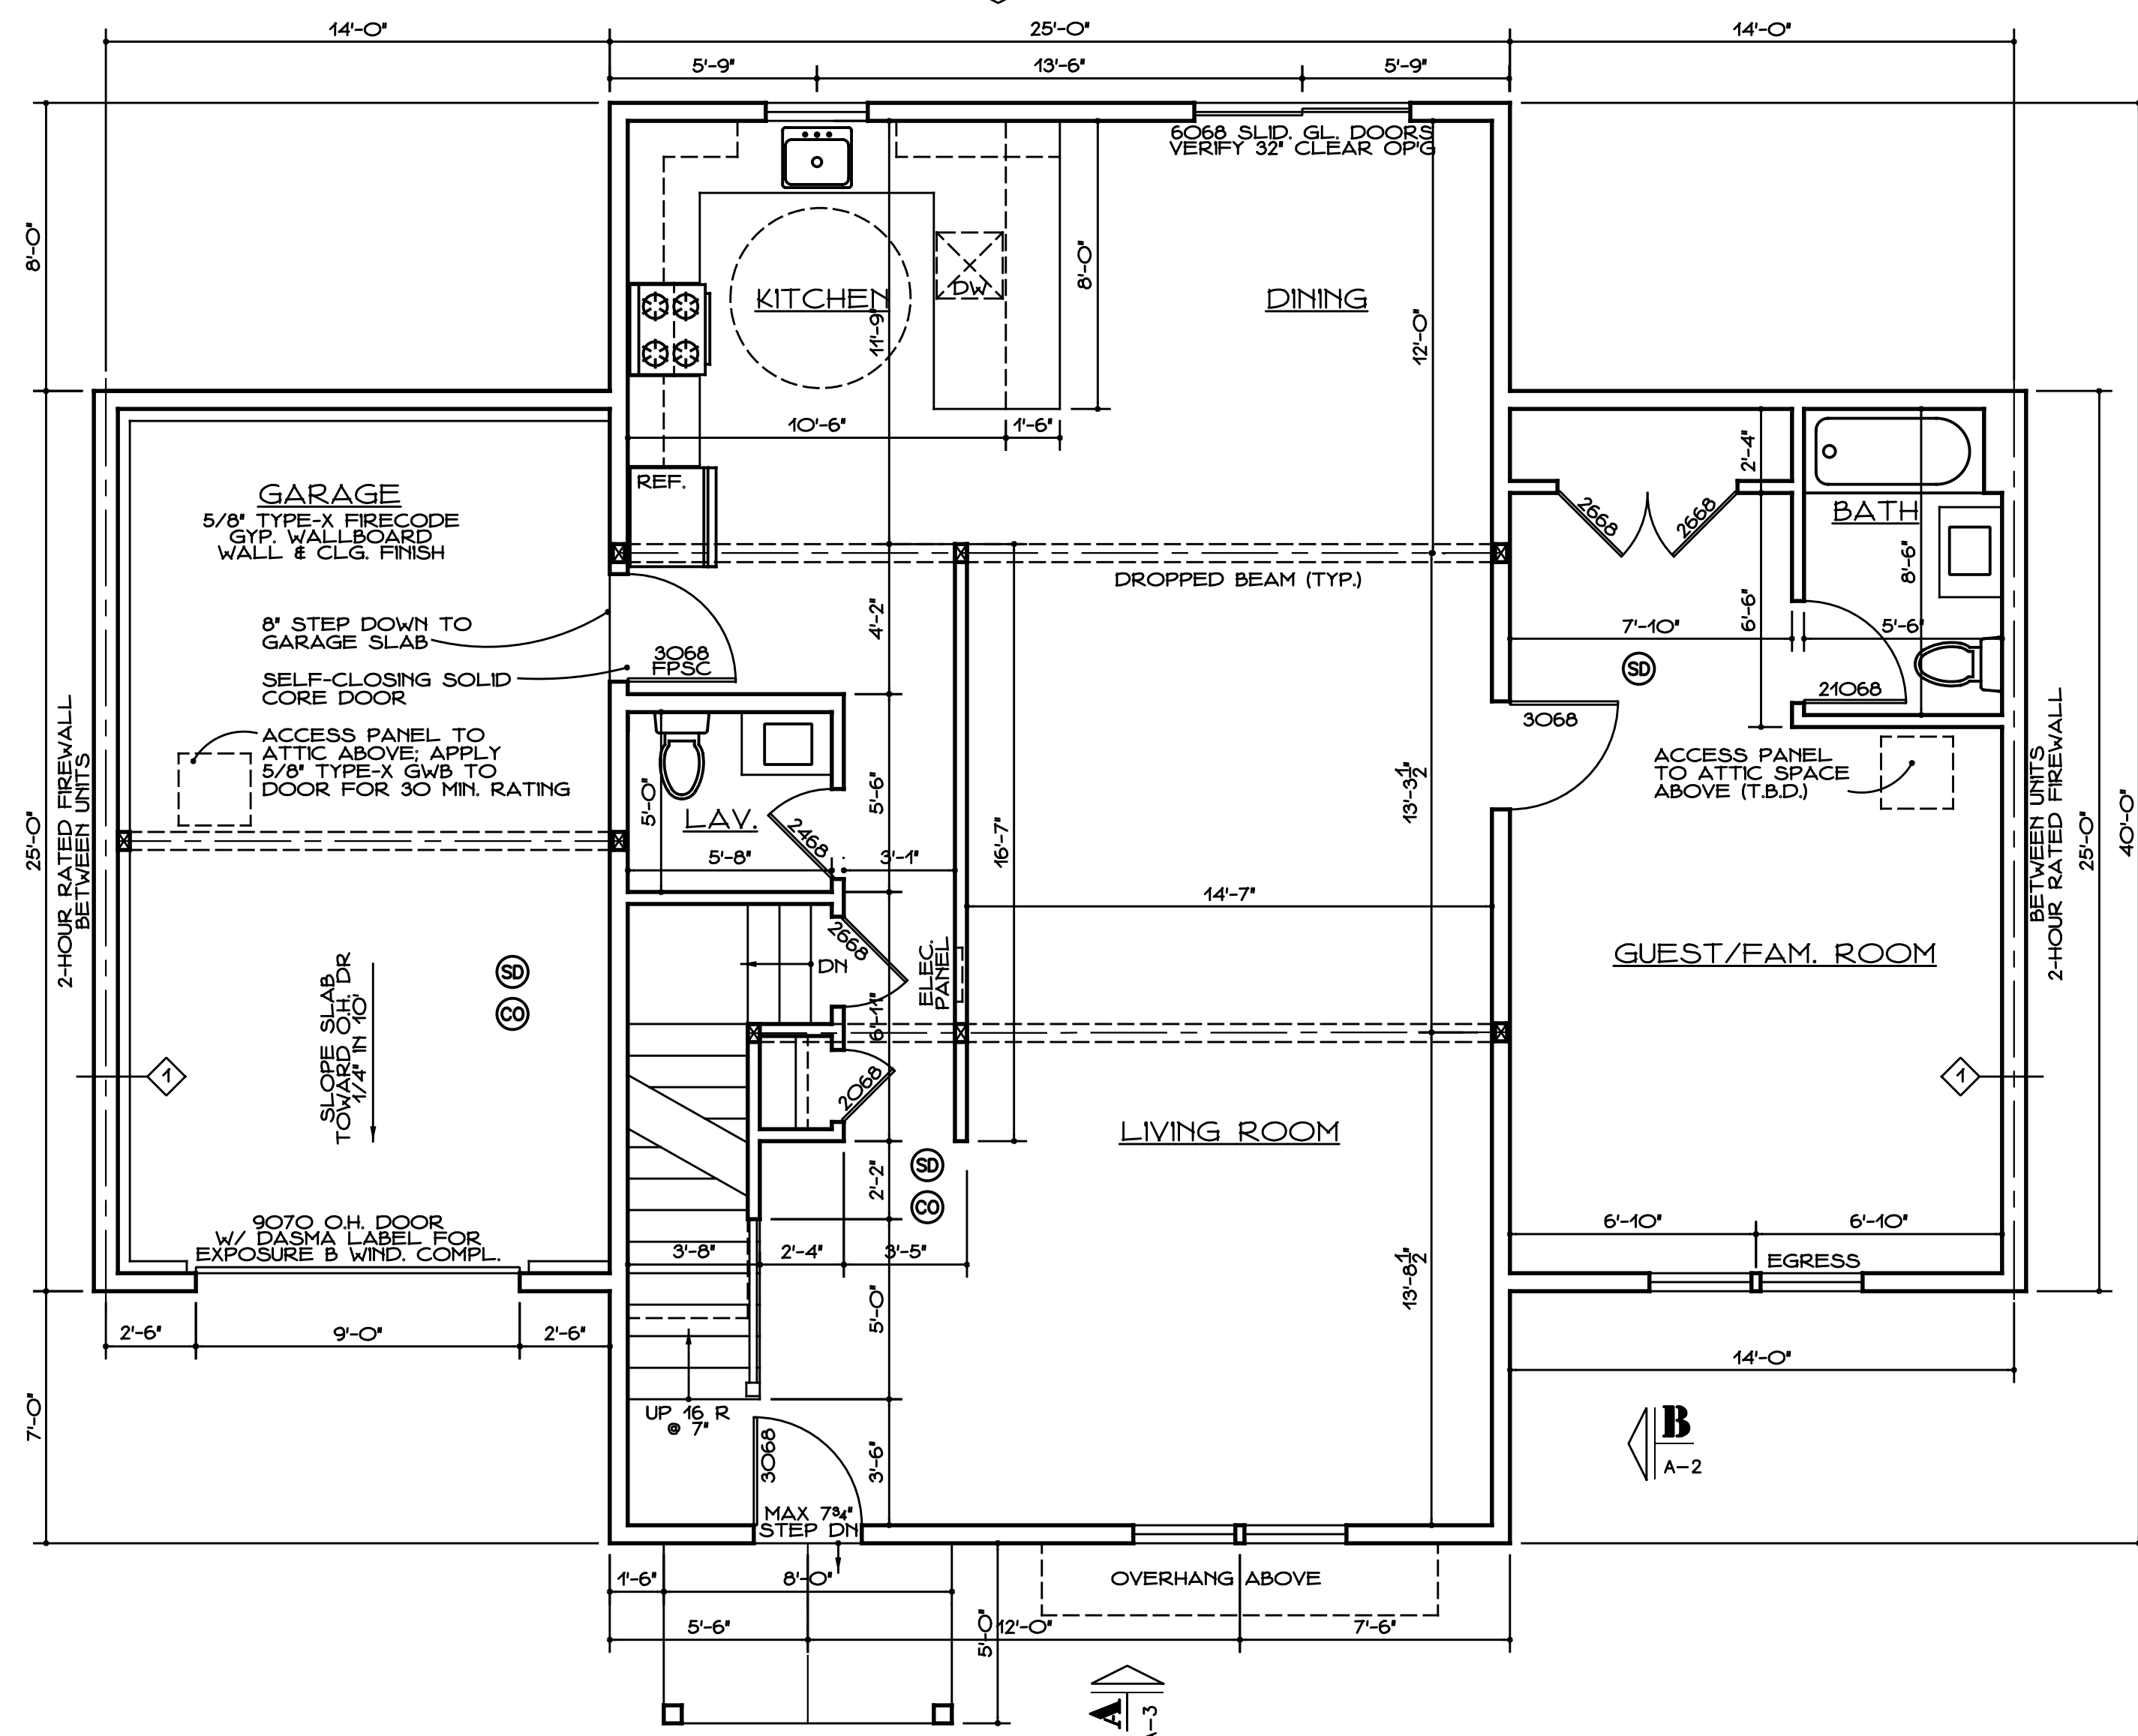 14'-0"
25'-0"
14'-0"
5'-9"
13'-6"
5'-9"
6068 SLID. GL. DOORS
VERIFY 32" CLEAR OP'G
8'-0"
KITCHEN
DW
8'-0"
DINING
11'-9"
12'-0"
10'-6"
1'-6"
REF.
GARAGE
5/8" TYPE-X FIRECODE
GYP. WALLBOARD
WALL & CLG. FINISH
2'-4"
BATH
2668
2668
8'-6"
DROPPED BEAM (TYP.)
8" STEP DOWN TO
GARAGE SLAB
4'-2"
6'-6"
7'-10"
5'-6"
3068
FPSC
SD
SELF-CLOSING SOLID
CORE DOOR
21068
3068
ACCESS PANEL TO
ATTIC ABOVE; APPLY
5/8" TYPE-X GWB TO
DOOR FOR 30 MIN. RATING
ACCESS PANEL
TO ATTIC SPACE
ABOVE (T.B.D.)
2-HOUR RATED FIREWALL
BETWEEN UNITS
25'-0"
5'-0"
LAV.
2468
5'-6"
5'-8"
3'-1"
16'-7"
13'-3 1/2"
14'-7"
BETWEEN UNITS
2-HOUR RATED FIREWALL
25'-0"
40'-0"
2668
DN
ELEC.
PANEL
GUEST/FAM. ROOM
SD
CO
SLOPE SLAB
TOWARD O.H. DR
1/4" IN 10'
6'-11"
1
1
2068
LIVING ROOM
SD
CO
2'-2"
9070 O.H. DOOR
W/ DASMA LABEL FOR
EXPOSURE B WIND. COMPL.
3'-8"
2'-4"
3'-5"
6'-10"
6'-10"
EGRESS
13'-8 1/2"
5'-0"
2'-6"
9'-0"
2'-6"
14'-0"
7'-0"
UP 16 R
@ 7"
3068
3'-6"
B
A-2
MAX 7¾"
STEP DN
1'-6"
8'-0"
OVERHANG ABOVE
5'-6"
5'-0"
12'-0"
7'-6"
A
A-3